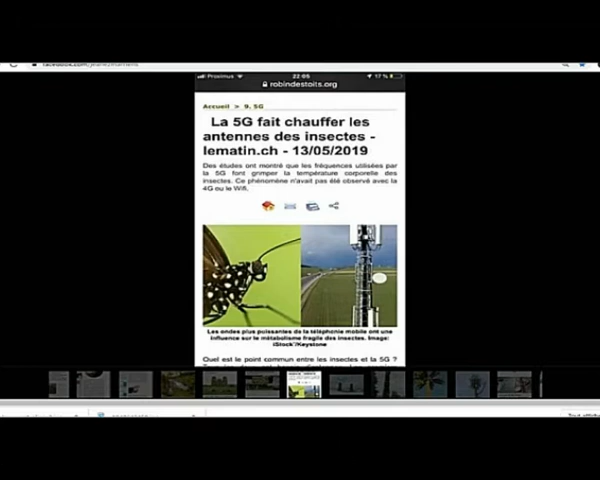 Proximus 22:05 17 %
robindestoits.org
Accueil > 9. 5G
La 5G fait chauffer les
antennes des insectes -
lematin.ch - 13/05/2019
Des études ont montré que les fréquences utilisées par
la 5G font grimper la température corporelle des
insectes. Ce phénomène n'avait pas été observé avec la
4G ou le Wifi.
Les ondes plus puissantes de la téléphonie mobile ont une
influence sur le métabolisme fragile des insectes. Image:
iStock'/Keystone
Quel est le point commun entre les insectes et la 5G ?